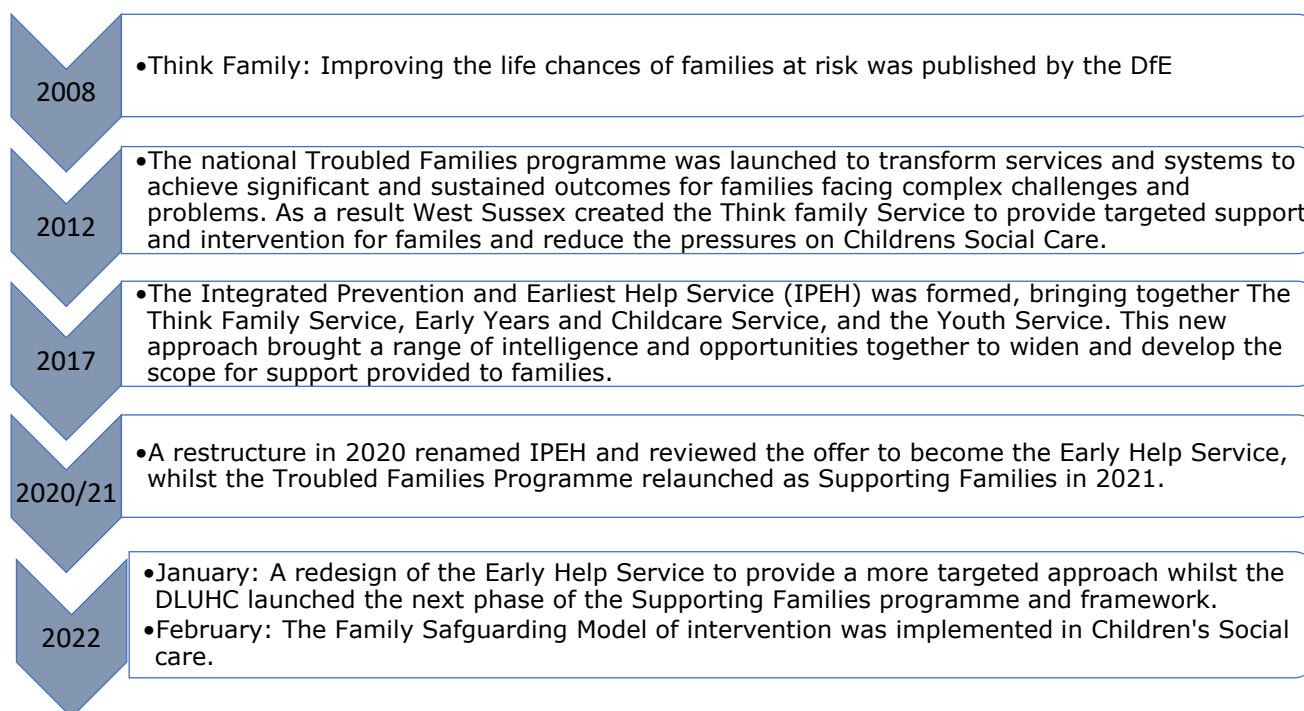 2008
•Think Family: Improving the life chances of families at risk was published by the DfE
2012
•The national Troubled Families programme was launched to transform services and systems to
achieve significant and sustained outcomes for families facing complex challenges and
problems. As a result West Sussex created the Think family Service to provide targeted support
and intervention for familes and reduce the pressures on Childrens Social Care.
2017
•The Integrated Prevention and Earliest Help Service (IPEH) was formed, bringing together The
Think Family Service, Early Years and Childcare Service, and the Youth Service. This new
approach brought a range of intelligence and opportunities together to widen and develop the
scope for support provided to families.
2020/21
•A restructure in 2020 renamed IPEH and reviewed the offer to become the Early Help Service,
whilst the Troubled Families Programme relaunched as Supporting Families in 2021.
2022
•January: A redesign of the Early Help Service to provide a more targeted approach whilst the
DLUHC launched the next phase of the Supporting Families programme and framework.
•February: The Family Safguarding Model of intervention was implemented in Children's Social
care.